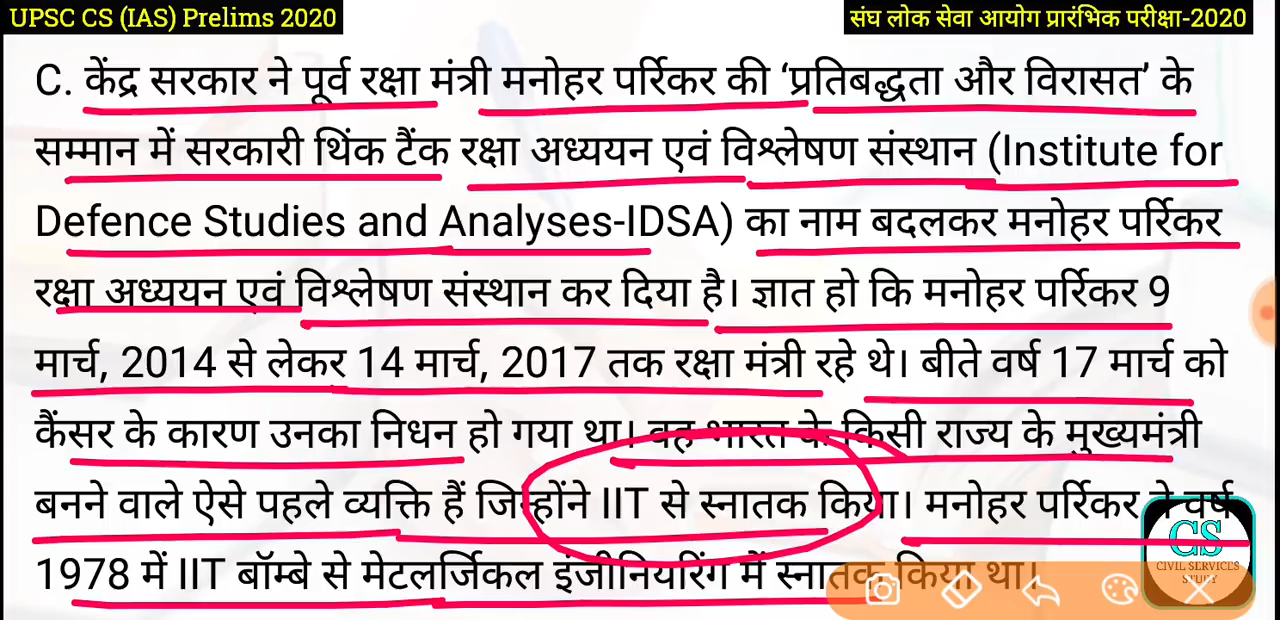 UPSC CS (IAS) Prelims 2020
संघ लोक सेवा आयोग प्रारंभिक परीक्षा-2020
C. केंद्र सरकार ने पूर्व रक्षा मंत्री मनोहर पर्रिकर की ‘प्रतिबद्धता और विरासत’ के
सम्मान में सरकारी थिंक टैंक रक्षा अध्ययन एवं विश्लेषण संस्थान (Institute for
Defence Studies and Analyses-IDSA) का नाम बदलकर मनोहर पर्रिकर
रक्षा अध्ययन एवं विश्लेषण संस्थान कर दिया है। ज्ञात हो कि मनोहर पर्रिकर 9
मार्च, 2014 से लेकर 14 मार्च, 2017 तक रक्षा मंत्री रहे थे। बीते वर्ष 17 मार्च को
कैंसर के कारण उनका निधन हो गया था। वह भारत के किसी राज्य के मुख्यमंत्री
बनने वाले ऐसे पहले व्यक्ति हैं जिन्होंने IIT से स्नातक किया। मनोहर पर्रिकर ने वर्ष
1978 में IIT बॉम्बे से मेटलर्जिकल इंजीनियरिंग में स्नातक किया था।
CS
CIVIL SERVICES
STUDY